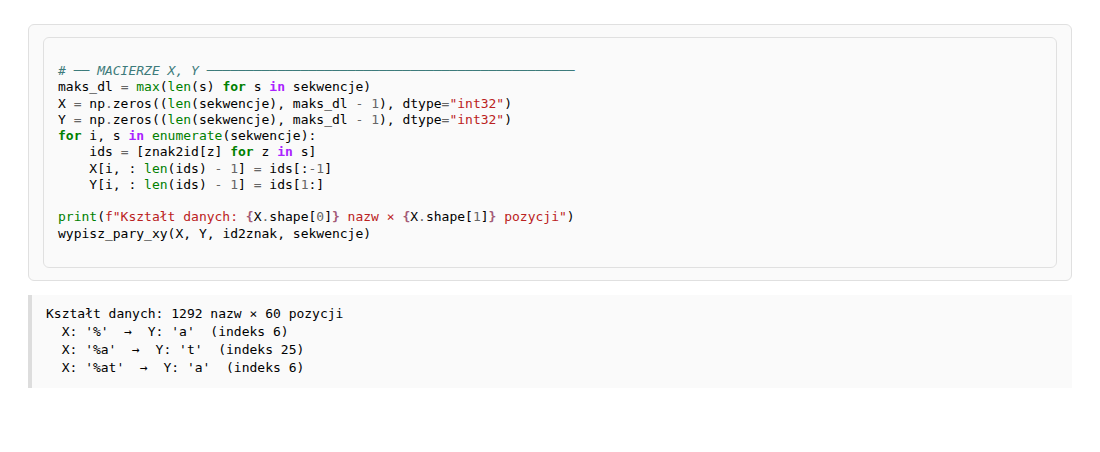 # ── MACIERZE X, Y ───────────────────────────────────────────────
maks_dl = max(len(s) for s in sekwencje)
X = np.zeros((len(sekwencje), maks_dl - 1), dtype="int32")
Y = np.zeros((len(sekwencje), maks_dl - 1), dtype="int32")
for i, s in enumerate(sekwencje):
    ids = [znak2id[z] for z in s]
    X[i, : len(ids) - 1] = ids[:-1]
    Y[i, : len(ids) - 1] = ids[1:]

print(f"Kształt danych: {X.shape[0]} nazw × {X.shape[1]} pozycji")
wypisz_pary_xy(X, Y, id2znak, sekwencje)

Kształt danych: 1292 nazw × 60 pozycji
  X: '%'  →  Y: 'a'  (indeks 6)
  X: '%a'  →  Y: 't'  (indeks 25)
  X: '%at'  →  Y: 'a'  (indeks 6)